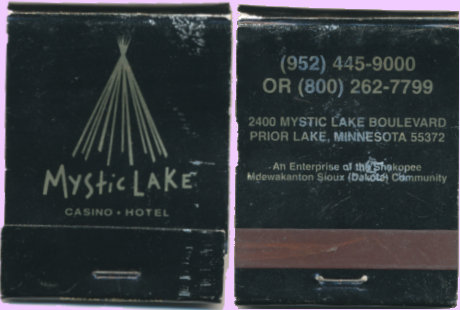 Mystic Lake
CASINO • HOTEL
(952) 445-9000
OR (800) 262-7799
2400 MYSTIC LAKE BOULEVARD
PRIOR LAKE, MINNESOTA 55372
An Enterprise of the Shakopee
Mdewakanton Sioux (Dakota) Community